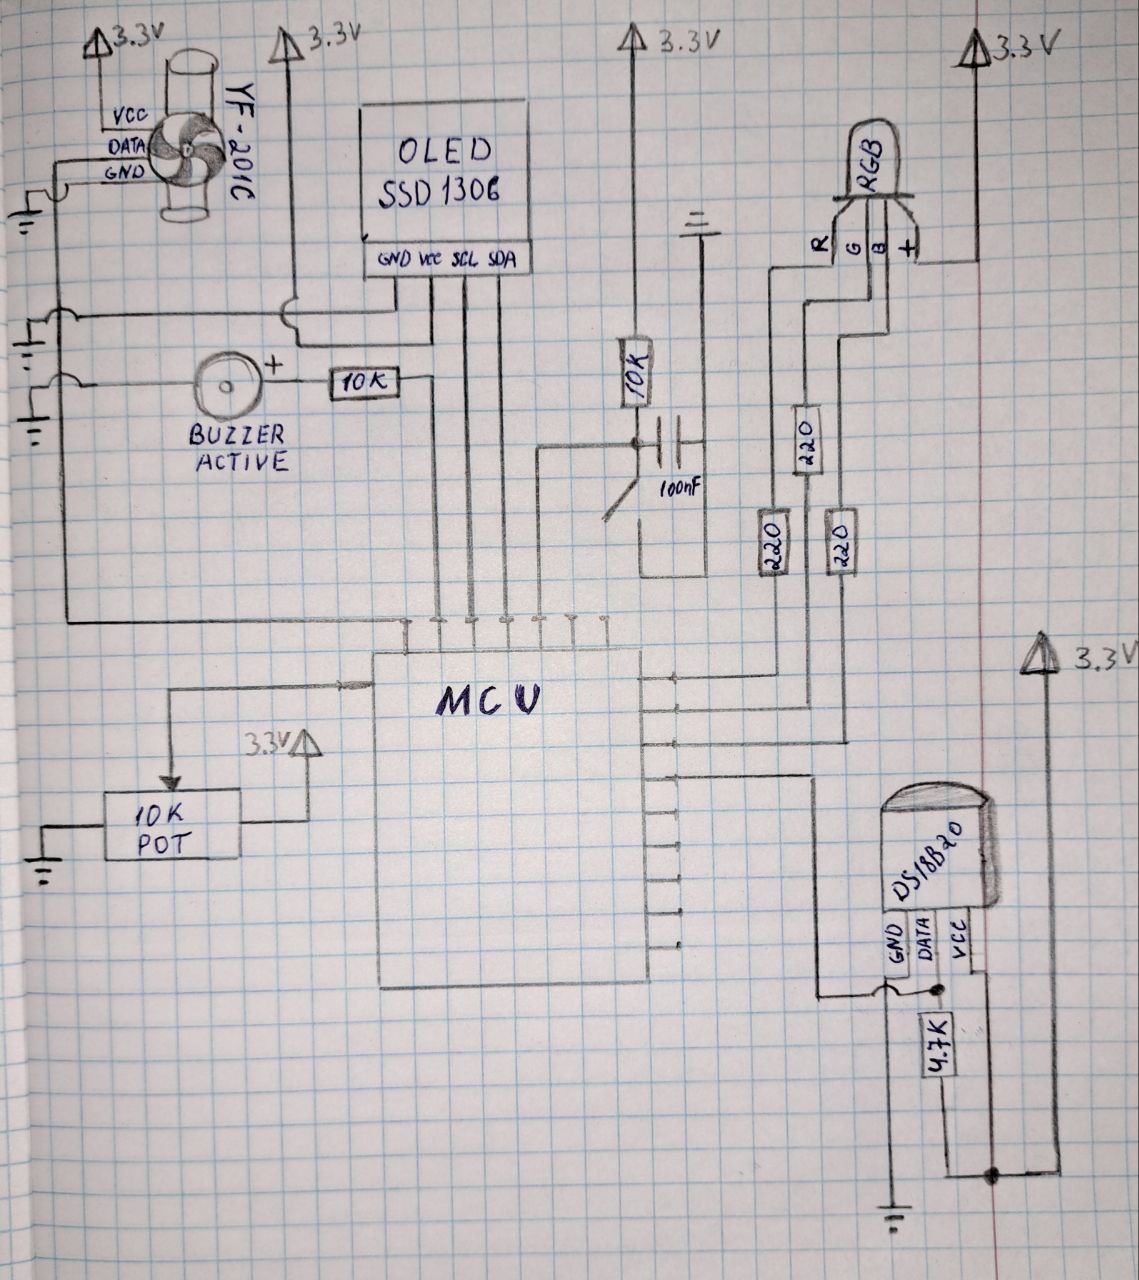 3.3V
3.3V
3.3V
3.3V
VCC
DATA
GND
YF-201C
OLED
SSD1306
GND VCC SCL SDA
RGB
R G B +
+
10K
BUZZER
ACTIVE
10K
100nF
220
220
220
MCU
3.3V
3.3V
10K
POT
DS18B20
GND
DATA
VCC
4.7K